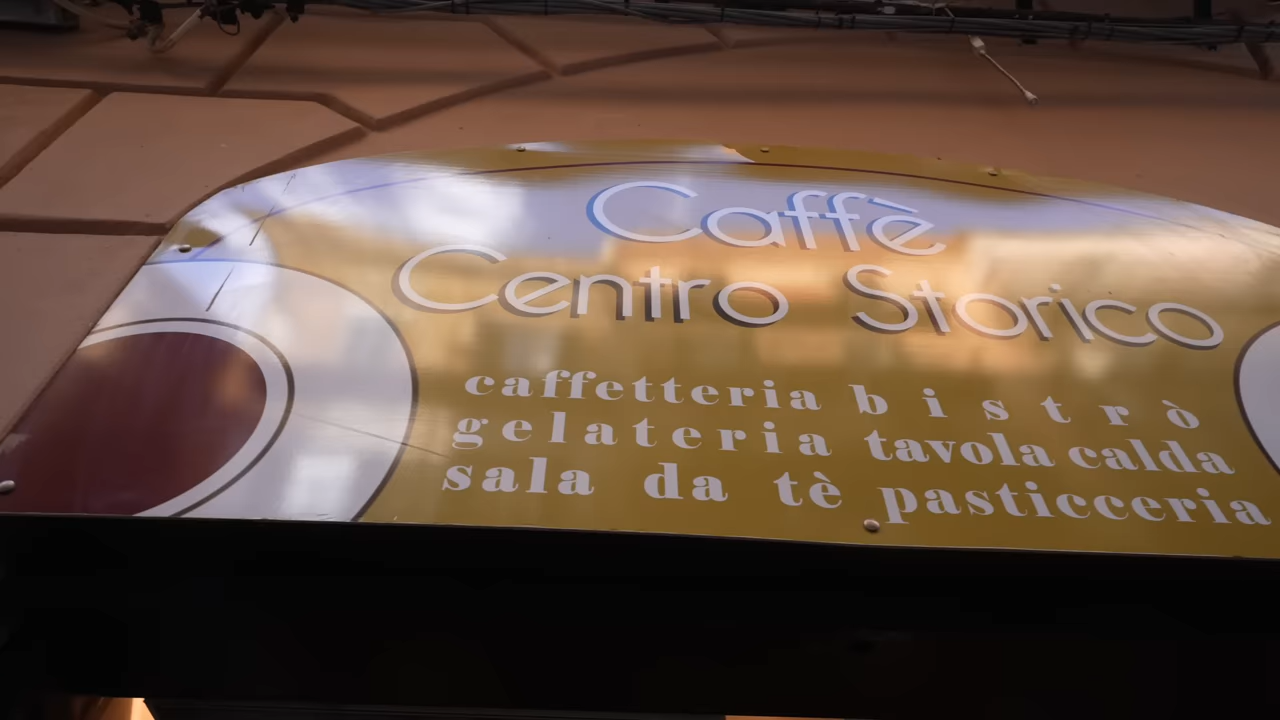 Caffè
Centro Storico
caffetteria bistrò
gelateria tavola calda
sala da tè pasticceria